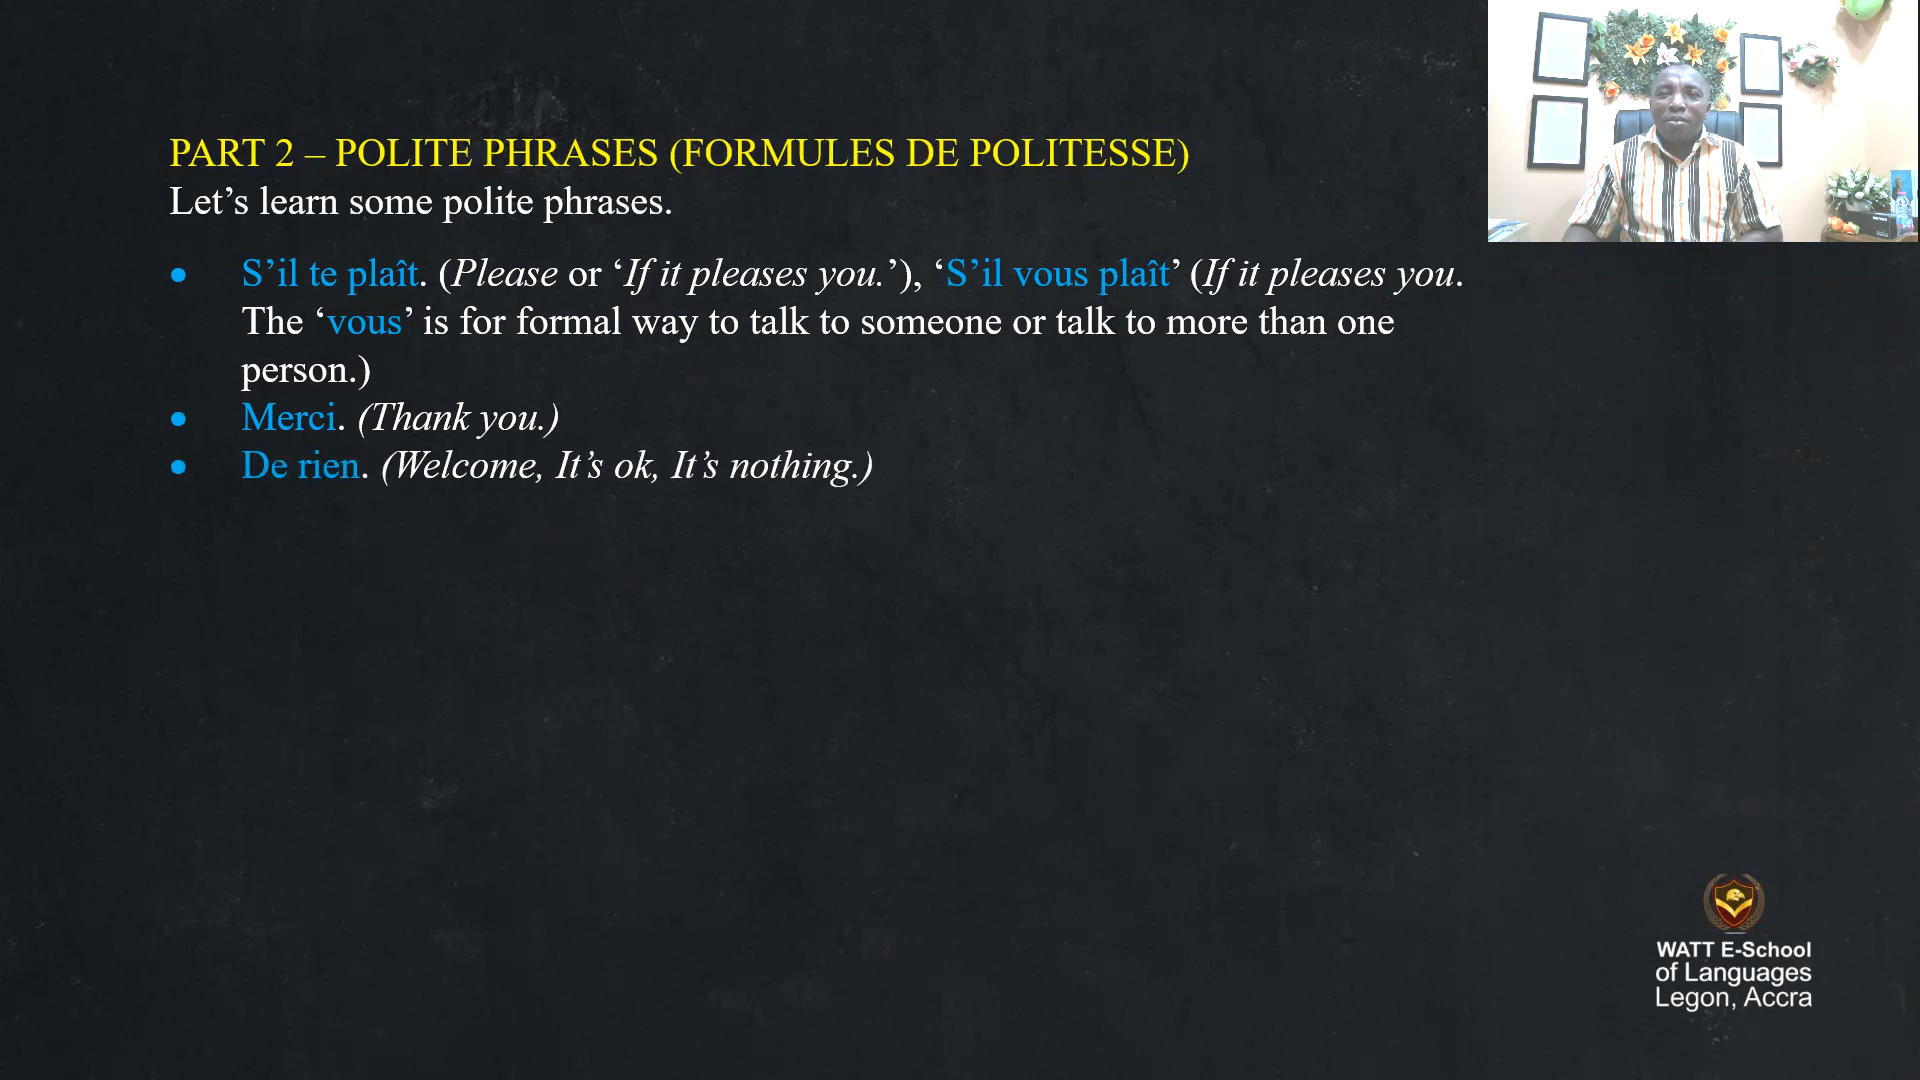 PART 2 – POLITE PHRASES (FORMULES DE POLITESSE)
Let’s learn some polite phrases.
• S’il te plaît. (Please or ‘If it pleases you.’), ‘S’il vous plaît’ (If it pleases you.
The ‘vous’ is for formal way to talk to someone or talk to more than one
person.)
• Merci. (Thank you.)
• De rien. (Welcome, It’s ok, It’s nothing.)
WATT E-School
of Languages
Legon, Accra